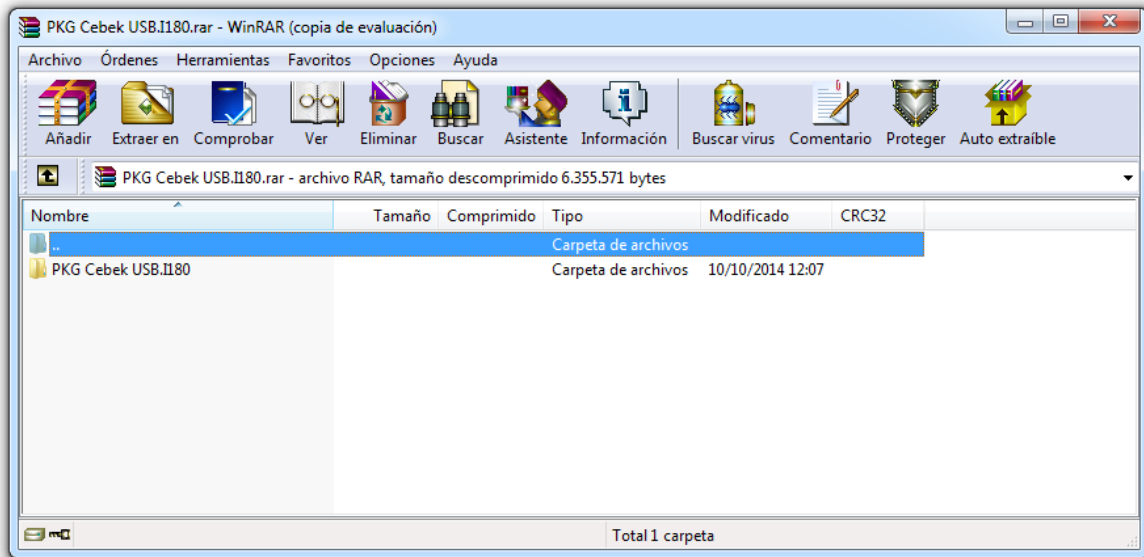 PKG Cebek USB.I180.rar - WinRAR (copia de evaluación)
Archivo Órdenes Herramientas Favoritos Opciones Ayuda
Añadir Extraer en Comprobar Ver Eliminar Buscar Asistente Información Buscar virus Comentario Proteger Auto extraíble
PKG Cebek USB.I180.rar - archivo RAR, tamaño descomprimido 6.355.571 bytes
Nombre Tamaño Comprimido Tipo Modificado CRC32
.. Carpeta de archivos
PKG Cebek USB.I180 Carpeta de archivos 10/10/2014 12:07
Total 1 carpeta